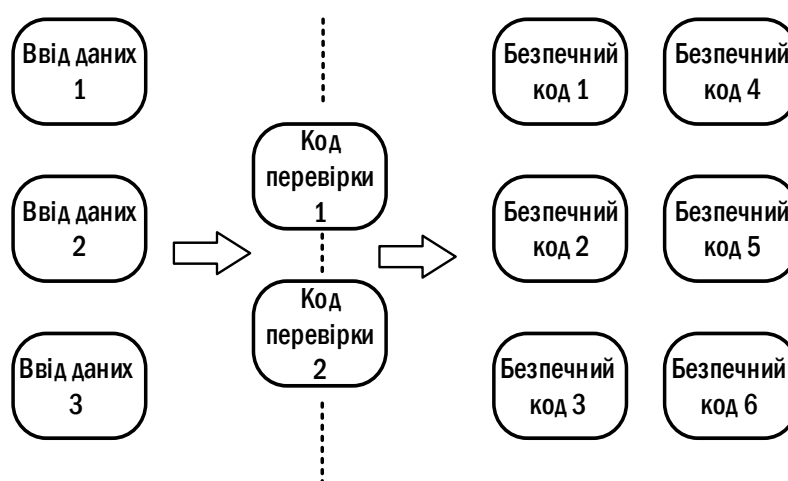 Ввід даних
1
Ввід даних
2
Ввід даних
3
Код
перевірки
1
Код
перевірки
2
Безпечний
код 1
Безпечний
код 4
Безпечний
код 2
Безпечний
код 5
Безпечний
код 3
Безпечний
код 6